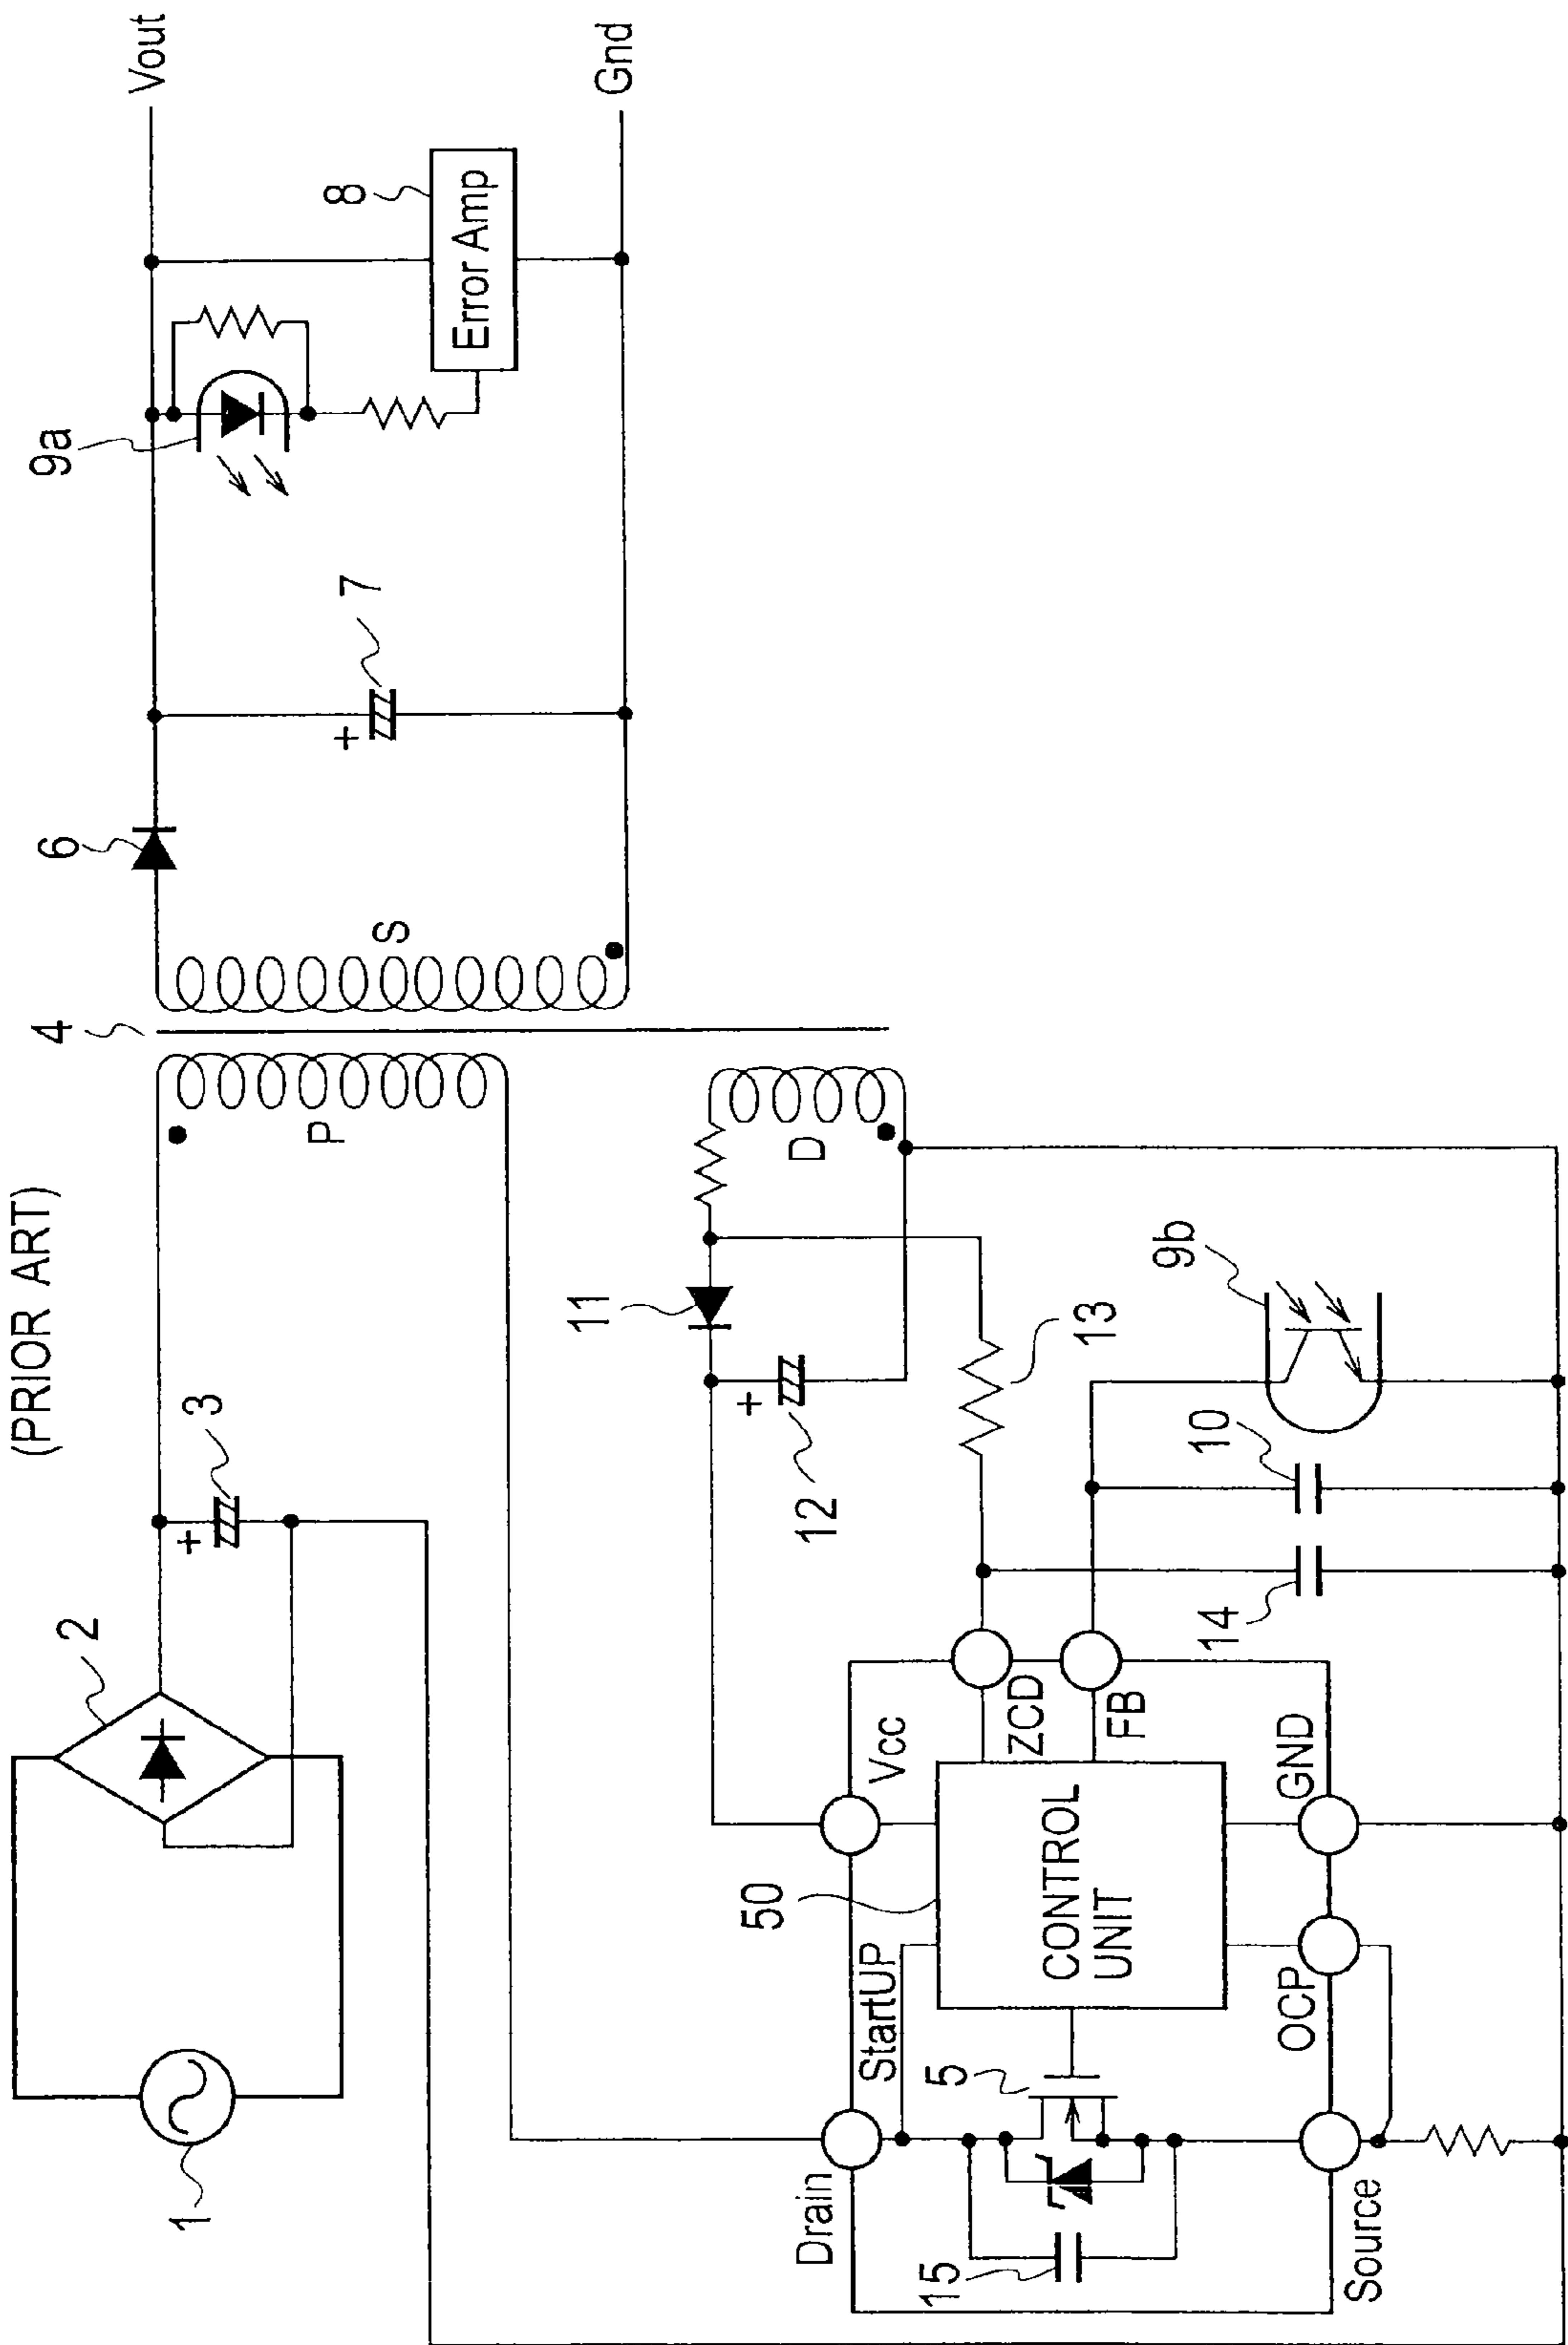 (PRIOR ART)
1
2
3
4
P
S
6
7
+
+
9a
8
Error Amp
Vout
Gnd
D
11
12
+
13
9b
10
14
50
Vcc
ZCD
FB
GND
OCP
StartUP
Drain
Source
CONTROL
UNIT
5
15